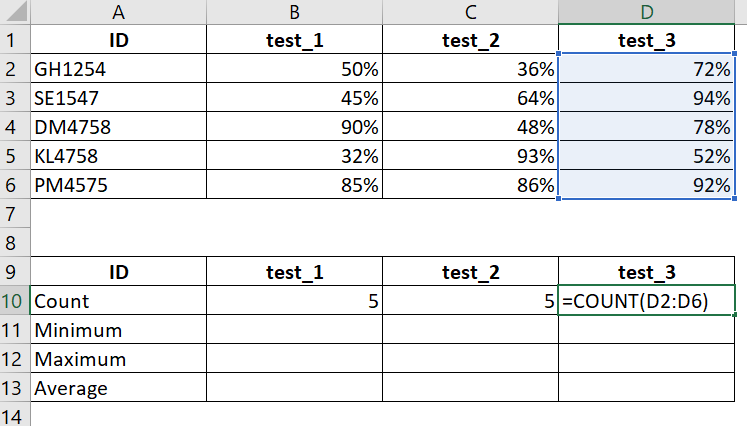 A B C D
1 ID test_1 test_2 test_3
2 GH1254 50% 36% 72%
3 SE1547 45% 64% 94%
4 DM4758 90% 48% 78%
5 KL4758 32% 93% 52%
6 PM4575 85% 86% 92%
7
8
9 ID test_1 test_2 test_3
10 Count 5 5 =COUNT(D2:D6)
11 Minimum
12 Maximum
13 Average
14